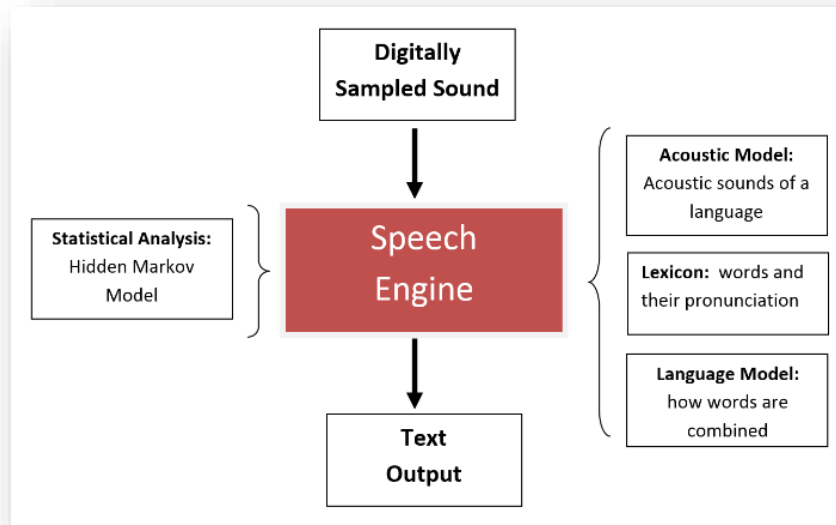 Digitally
Sampled Sound
Statistical Analysis:
Hidden Markov
Model
Speech
Engine
Acoustic Model:
Acoustic sounds of a
language
Lexicon: words and
their pronunciation
Language Model:
how words are
combined
Text
Output